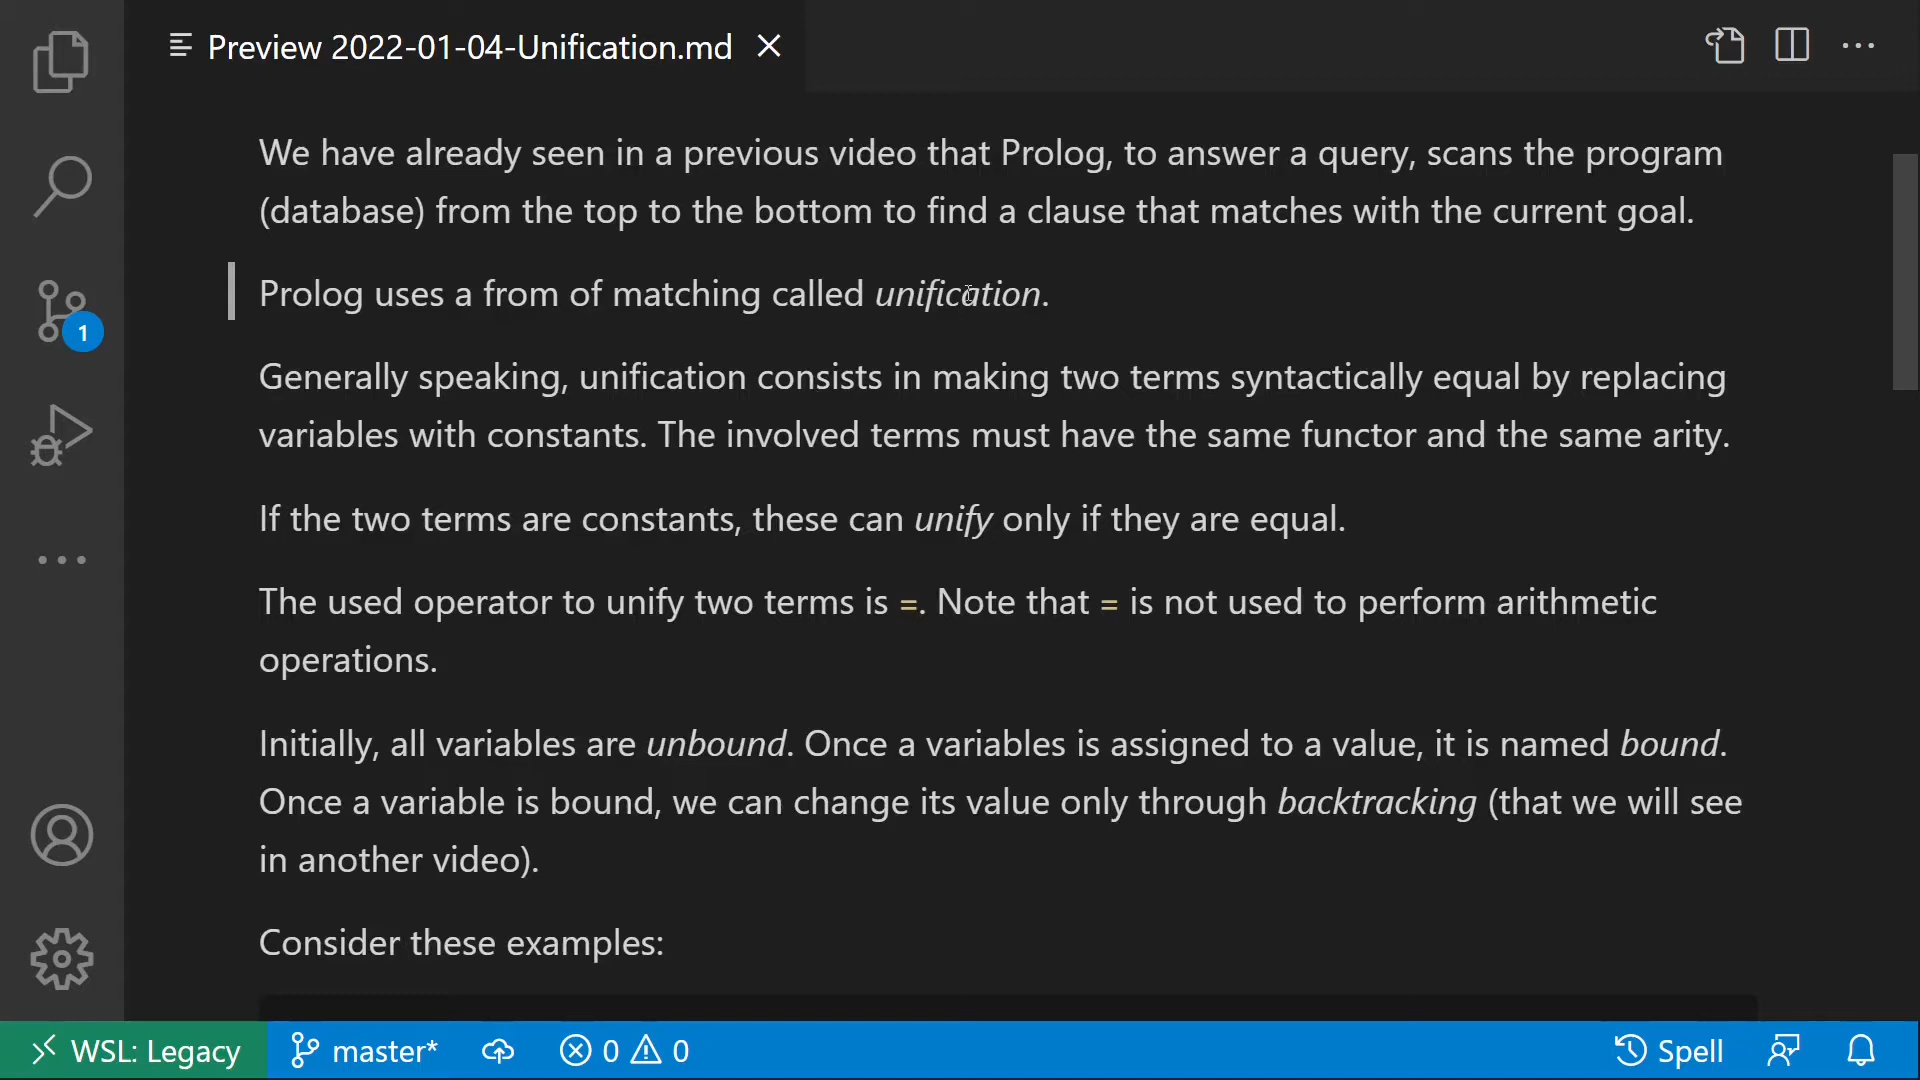 Preview 2022-01-04-Unification.md
We have already seen in a previous video that Prolog, to answer a query, scans the program
(database) from the top to the bottom to find a clause that matches with the current goal.
Prolog uses a from of matching called unification.
Generally speaking, unification consists in making two terms syntactically equal by replacing
variables with constants. The involved terms must have the same functor and the same arity.
If the two terms are constants, these can unify only if they are equal.
The used operator to unify two terms is =. Note that = is not used to perform arithmetic
operations.
Initially, all variables are unbound. Once a variables is assigned to a value, it is named bound.
Once a variable is bound, we can change its value only through backtracking (that we will see
in another video).
Consider these examples:
1
WSL: Legacy master* 0 0 Spell